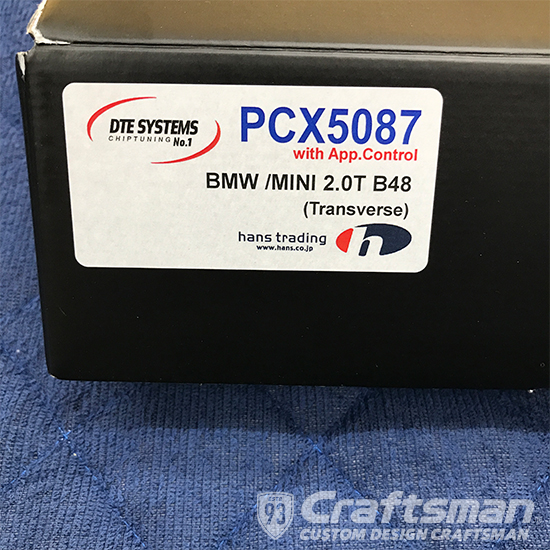 DTE SYSTEMS
CHIPTUNING No.1
PCX5087
with App.Control
BMW /MINI 2.0T B48
(Transverse)
hans trading h
www.hans.co.jp
93 Craftsman
CUSTOM DESIGN CRAFTSMAN